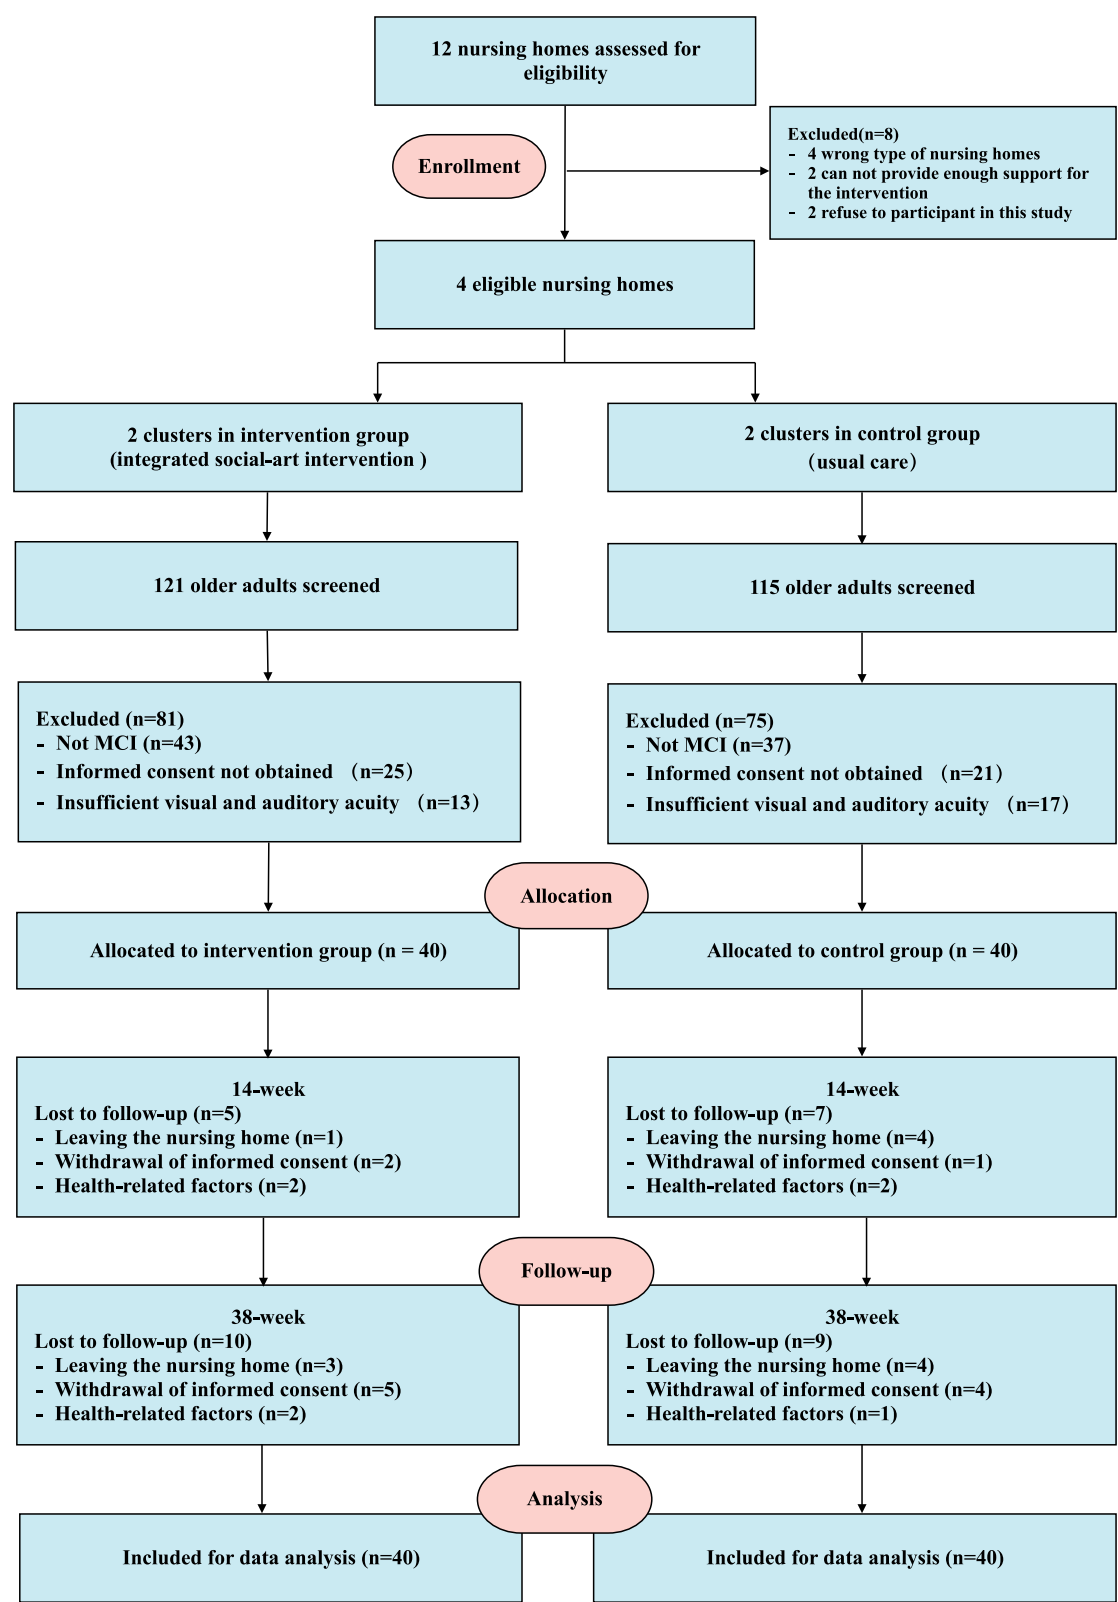 12 nursing homes assessed for
eligibility
Enrollment
Excluded(n=8)
- 4 wrong type of nursing homes
- 2 can not provide enough support for
the intervention
- 2 refuse to participant in this study
4 eligible nursing homes
2 clusters in intervention group
(integrated social-art intervention )
2 clusters in control group
（usual care）
121 older adults screened
115 older adults screened
Excluded (n=81)
- Not MCI (n=43)
- Informed consent not obtained （n=25）
- Insufficient visual and auditory acuity （n=13）
Excluded (n=75)
- Not MCI (n=37)
- Informed consent not obtained （n=21）
- Insufficient visual and auditory acuity （n=17）
Allocation
Allocated to intervention group (n = 40)
Allocated to control group (n = 40)
14-week
Lost to follow-up (n=5)
- Leaving the nursing home (n=1)
- Withdrawal of informed consent (n=2)
- Health-related factors (n=2)
14-week
Lost to follow-up (n=7)
- Leaving the nursing home (n=4)
- Withdrawal of informed consent (n=1)
- Health-related factors (n=2)
Follow-up
38-week
Lost to follow-up (n=10)
- Leaving the nursing home (n=3)
- Withdrawal of informed consent (n=5)
- Health-related factors (n=2)
38-week
Lost to follow-up (n=9)
- Leaving the nursing home (n=4)
- Withdrawal of informed consent (n=4)
- Health-related factors (n=1)
Analysis
Included for data analysis (n=40)
Included for data analysis (n=40)